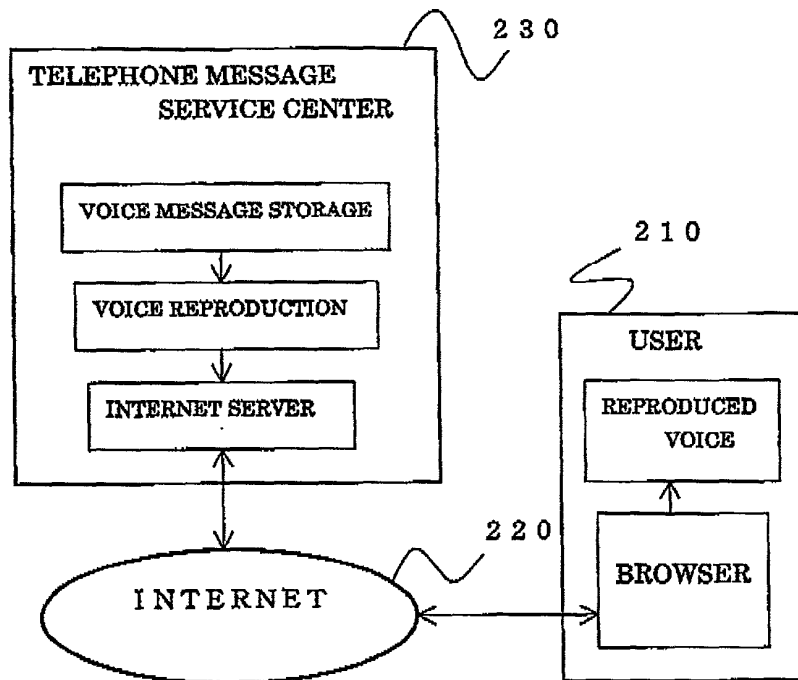 230
TELEPHONE MESSAGE
SERVICE CENTER
VOICE MESSAGE STORAGE
VOICE REPRODUCTION
INTERNET SERVER
210
USER
REPRODUCED
VOICE
BROWSER
220
INTERNET